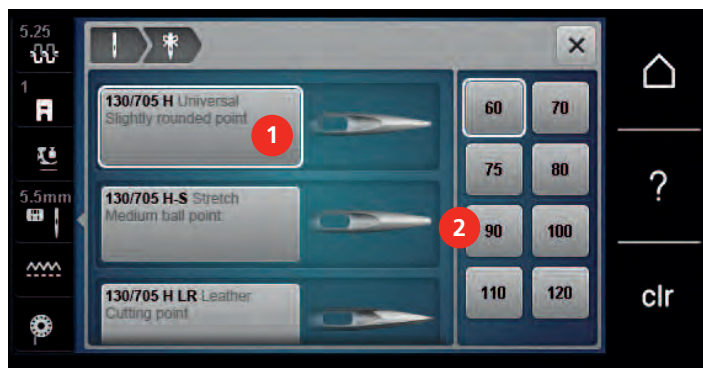 5.25
1
5.5mm
130/705 H Universal
Slightly rounded point
1
130/705 H-S Stretch
Medium ball point
2
130/705 H LR Leather
Cutting point
60 70
75 80
90 100
110 120
?
clr